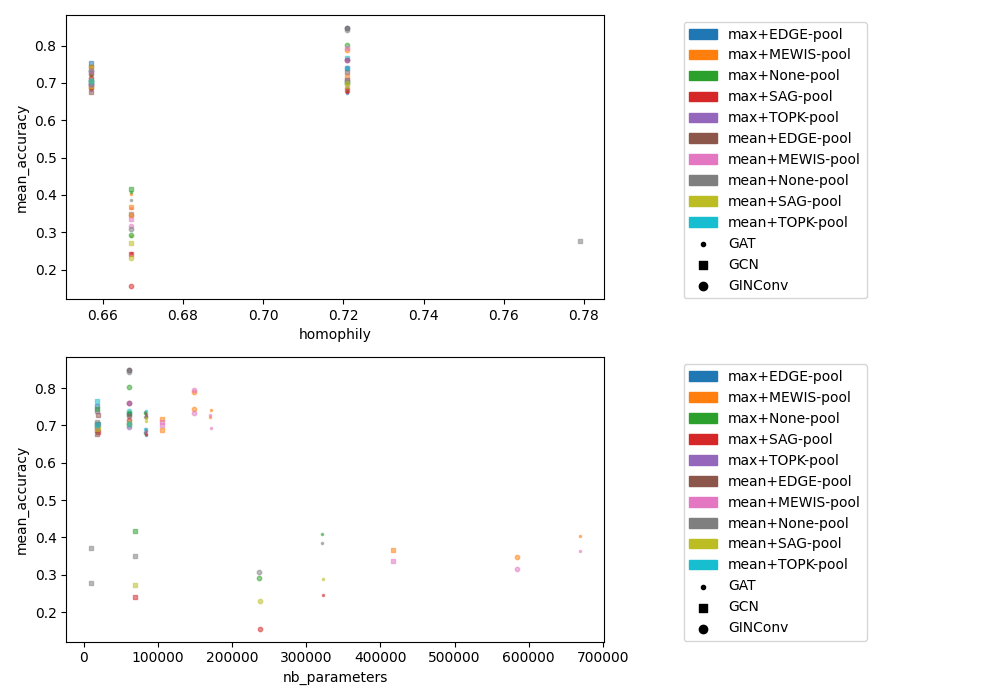 0.8
0.7
0.6
0.5
0.4
0.3
0.2
mean_accuracy
0.66 0.68 0.70 0.72 0.74 0.76 0.78
homophily
max+EDGE-pool
max+MEWIS-pool
max+None-pool
max+SAG-pool
max+TOPK-pool
mean+EDGE-pool
mean+MEWIS-pool
mean+None-pool
mean+SAG-pool
mean+TOPK-pool
GAT
GCN
GINConv
0.8
0.7
0.6
0.5
0.4
0.3
0.2
mean_accuracy
0 100000 200000 300000 400000 500000 600000 700000
nb_parameters
max+EDGE-pool
max+MEWIS-pool
max+None-pool
max+SAG-pool
max+TOPK-pool
mean+EDGE-pool
mean+MEWIS-pool
mean+None-pool
mean+SAG-pool
mean+TOPK-pool
GAT
GCN
GINConv